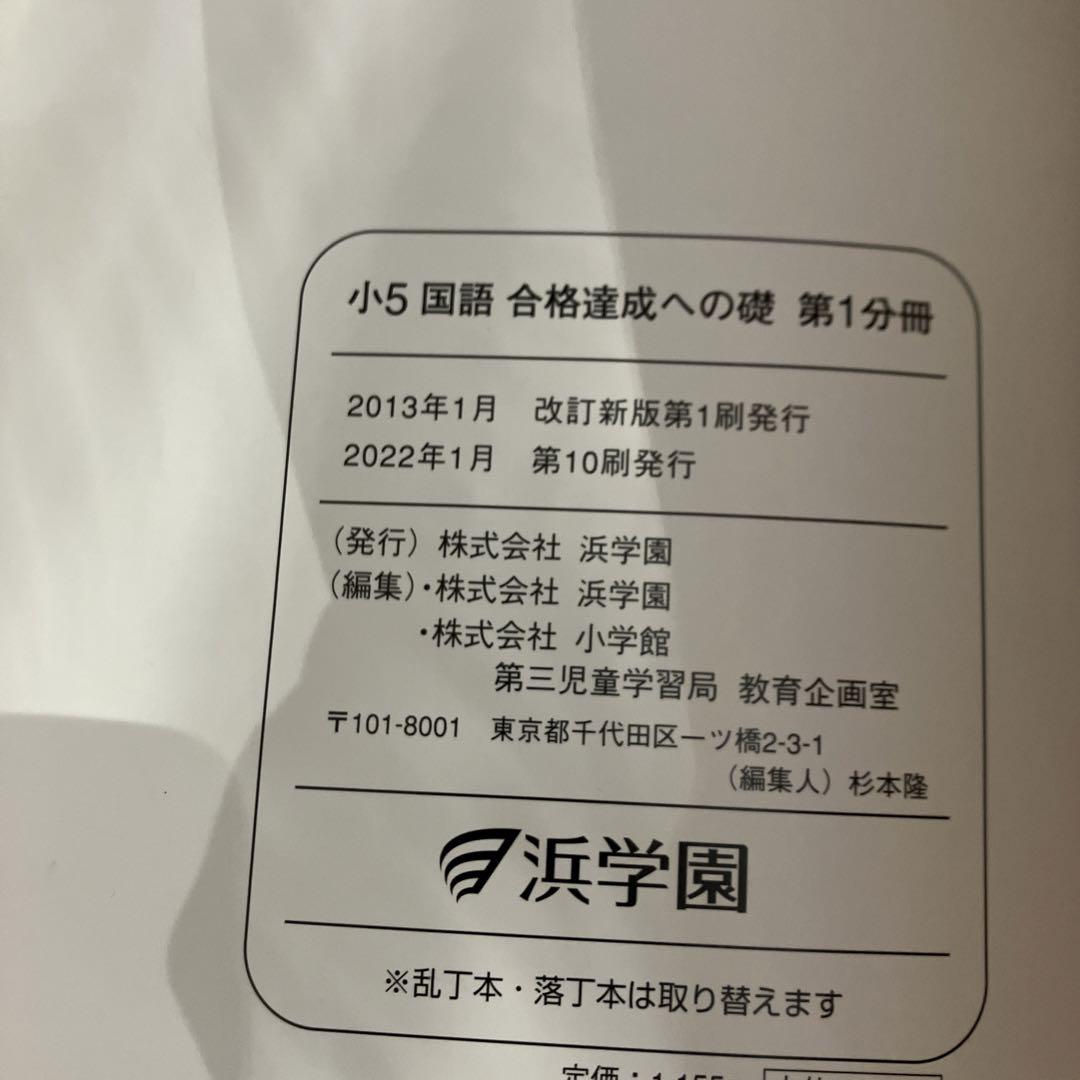 小5 国語 合格達成への礎 第1分冊
2013年1月 改訂新版第1刷発行
2022年1月 第10刷発行
(発行) 株式会社 浜学園
(編集)・株式会社 浜学園
・株式会社 小学館
第三児童学習局 教育企画室
〒101-8001 東京都千代田区一ツ橋2-3-1
(編集人) 杉本隆
浜学園
※乱丁本・落丁本は取り替えます
定価:1,155